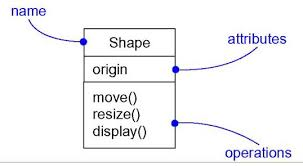 name
Shape
attributes
origin
move()
resize()
display()
operations